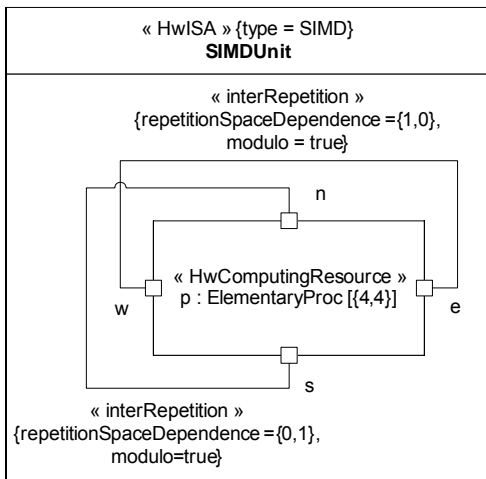 « HwISA » {type = SIMD}
SIMDUnit
« interRepetition »
{repetitionSpaceDependence ={1,0},
modulo = true}
n
« HwComputingResource »
p : ElementaryProc [{4,4}]
w
e
s
« interRepetition »
{repetitionSpaceDependence ={0,1},
modulo=true}